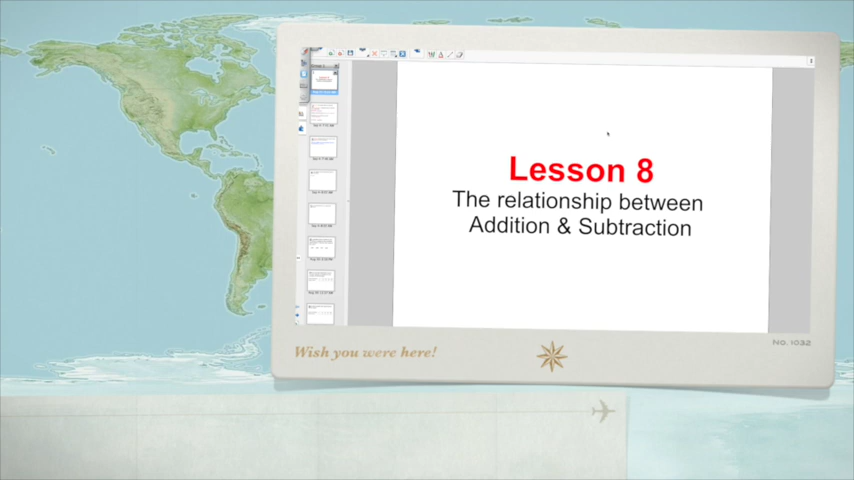 Lesson 8
The relationship between
Addition & Subtraction
Wish you were here!
No. 1032